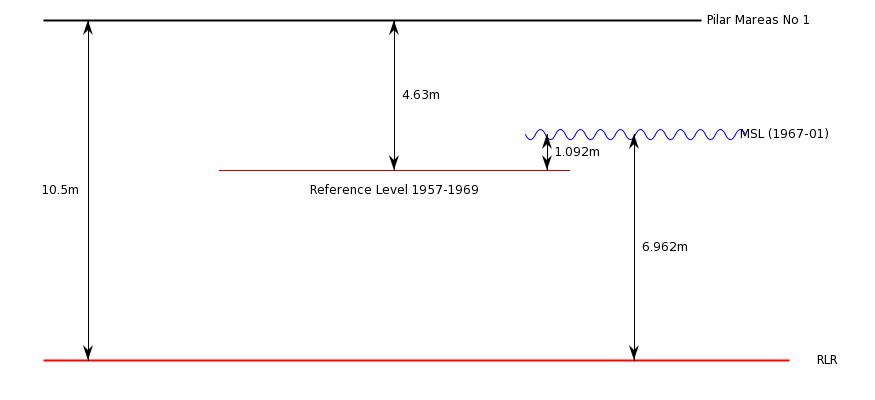 Pilar Mareas No 1
4.63m
MSL (1967-01)
1.092m
10.5m
Reference Level 1957-1969
6.962m
RLR